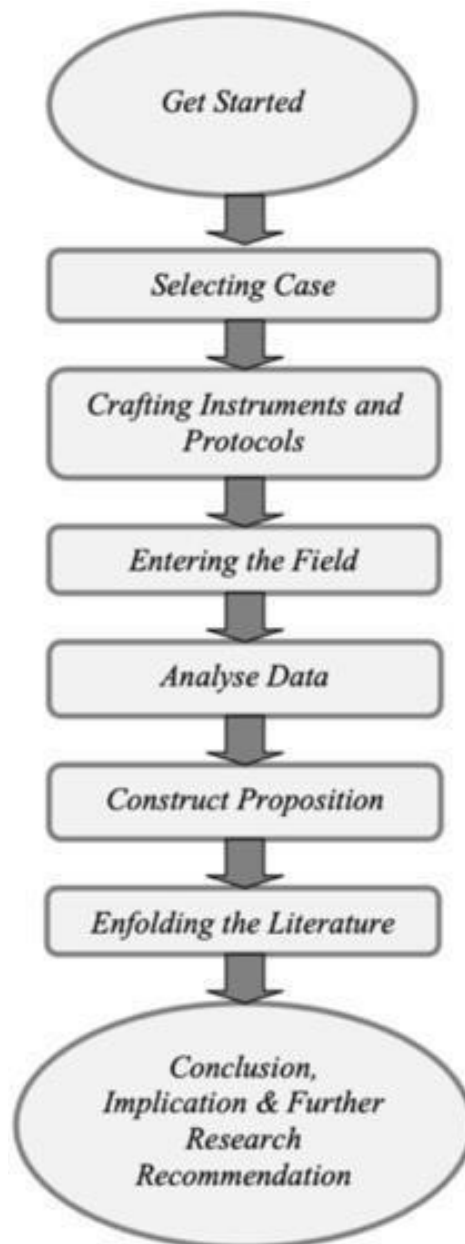 Get Started
Selecting Case
Crafting Instruments and
Protocols
Entering the Field
Analyse Data
Construct Proposition
Enfolding the Literature
Conclusion,
Implication & Further
Research
Recommendation